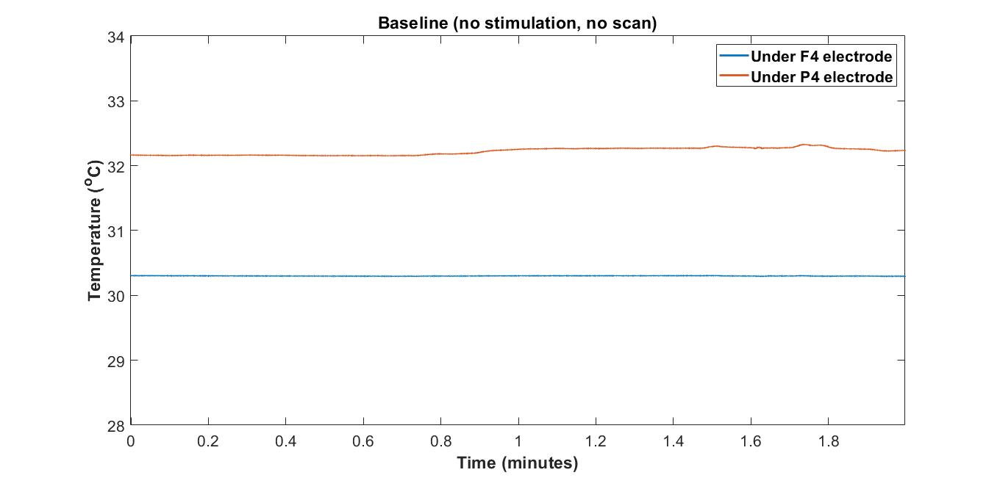 Baseline (no stimulation, no scan)
Under F4 electrode
Under P4 electrode
34
33
32
31
30
29
28
Temperature (°C)
0 0.2 0.4 0.6 0.8 1 1.2 1.4 1.6 1.8
Time (minutes)